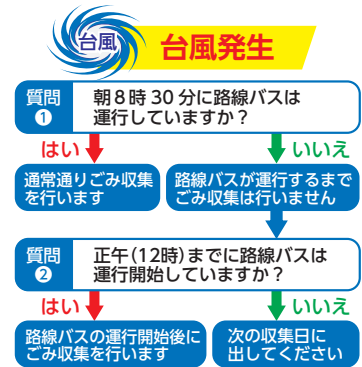 台風
台風発生
質問
❶
朝8時30分に路線バスは
運行していますか?
はい
いいえ
通常通りごみ収集
を行います
路線バスが運行するまで
ごみ収集は行いません
質問
❷
正午(12時)までに路線バスは
運行開始していますか?
はい
いいえ
路線バスの運行開始後に
ごみ収集を行います
次の収集日に
出してください